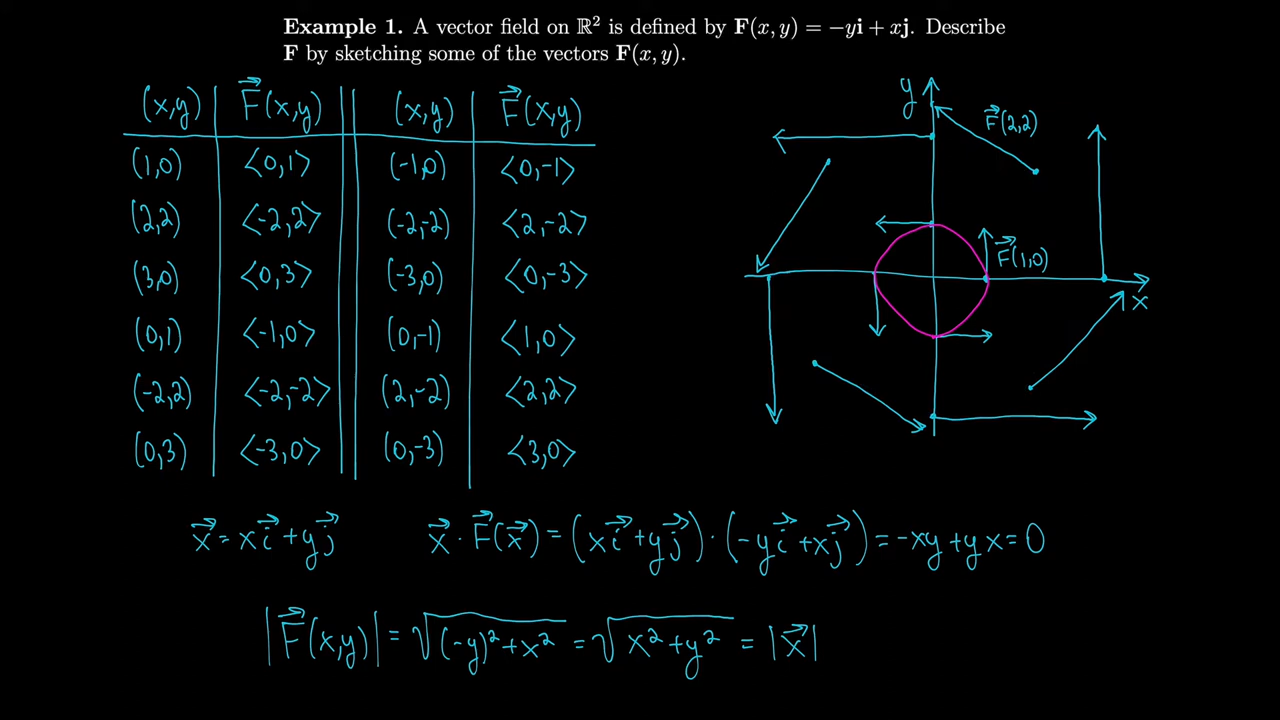 Example 1. A vector field on ℝ² is defined by F(x, y) = −yi + xj. Describe
F by sketching some of the vectors F(x, y).
(x,y) F⃗(x,y) (x,y) F⃗(x,y)
(1,0) ⟨0,1⟩ (-1,0) ⟨0,-1⟩
(2,2) ⟨-2,2⟩ (-2,-2) ⟨2,-2⟩
(3,0) ⟨0,3⟩ (-3,0) ⟨0,-3⟩
(0,1) ⟨-1,0⟩ (0,-1) ⟨1,0⟩
(-2,2) ⟨-2,-2⟩ (2,-2) ⟨2,2⟩
(0,3) ⟨-3,0⟩ (0,-3) ⟨3,0⟩
y
F⃗(2,2)
F⃗(1,0)
x
x⃗ = xi⃗ + yj⃗ x⃗ · F⃗(x⃗) = (xi⃗ + yj⃗) · (-yi⃗ + xj⃗) = -xy + yx = 0
|F⃗(x,y)| = √((-y)² + x²) = √(x² + y²) = |x⃗|